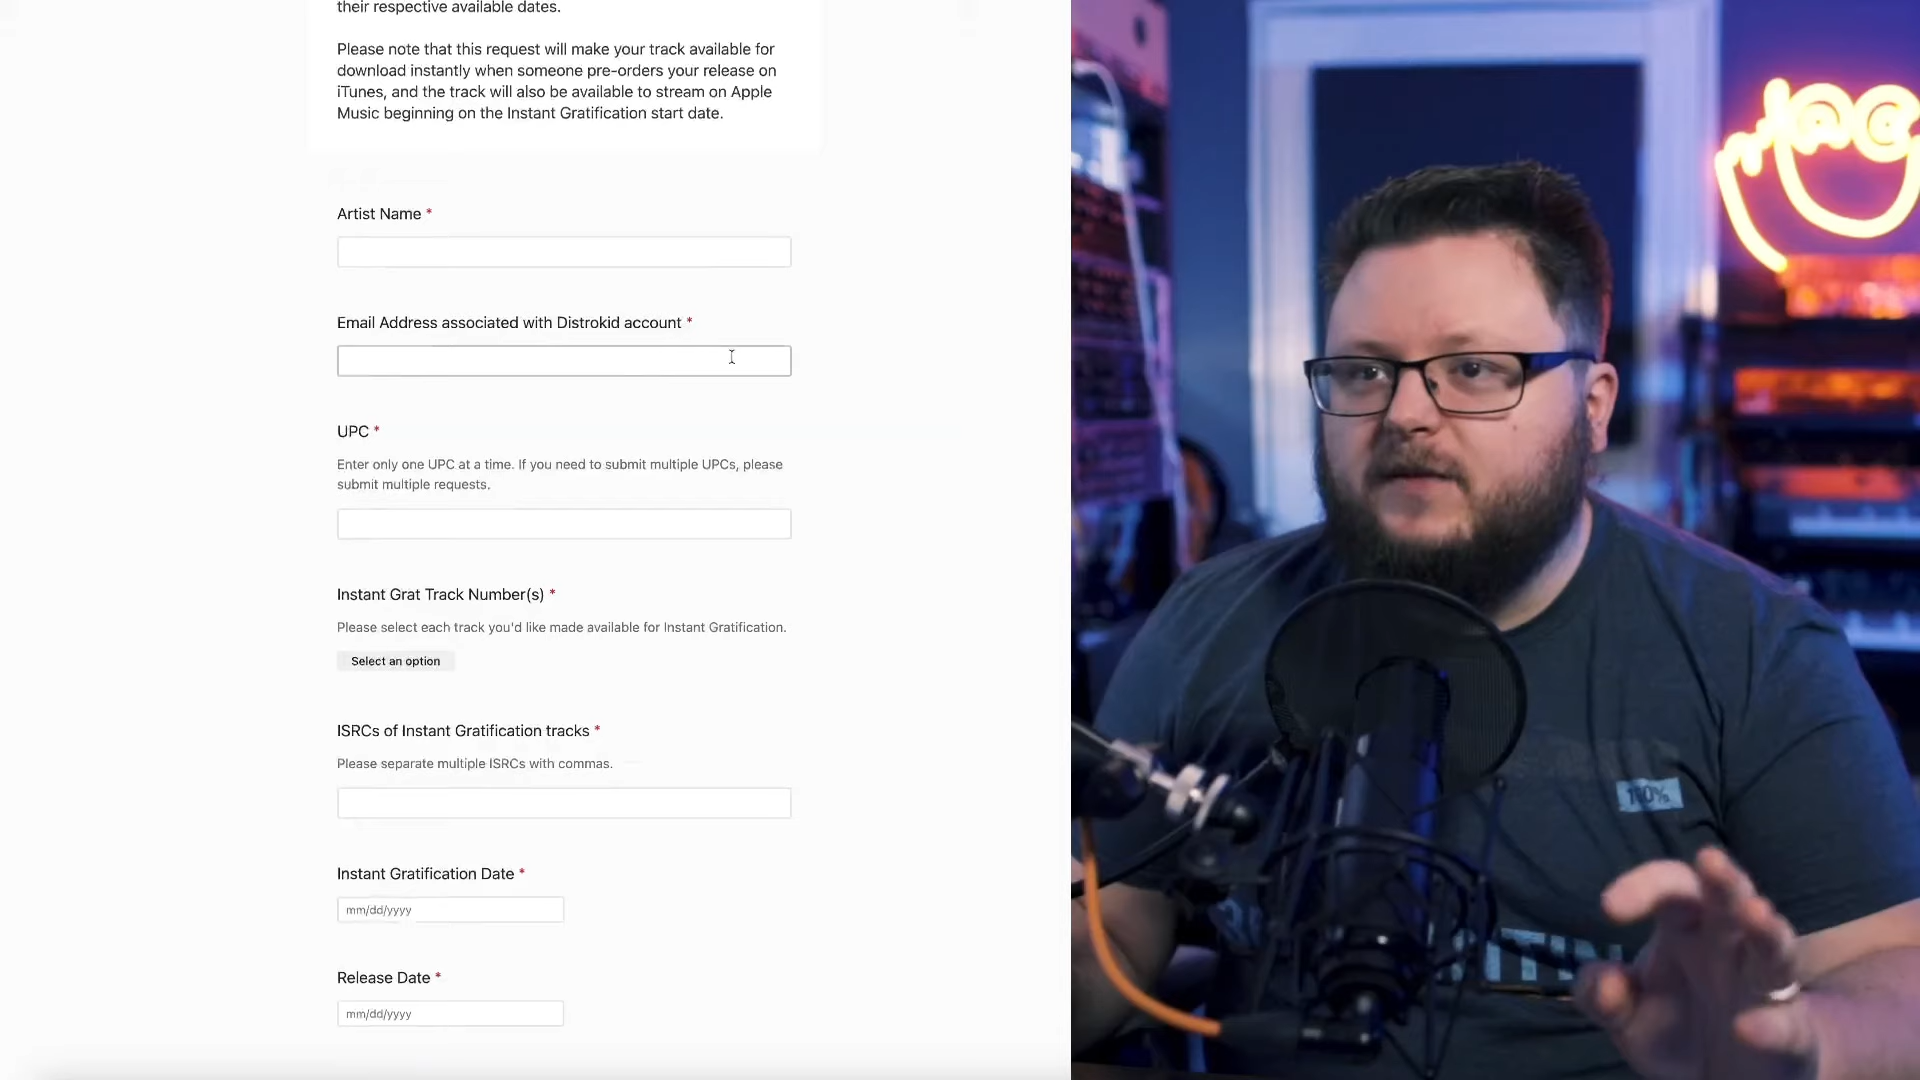 their respective available dates.
Please note that this request will make your track available for
download instantly when someone pre-orders your release on
iTunes, and the track will also be available to stream on Apple
Music beginning on the Instant Gratification start date.
Artist Name *
Email Address associated with Distrokid account *
UPC *
Enter only one UPC at a time. If you need to submit multiple UPCs, please
submit multiple requests.
Instant Grat Track Number(s) *
Please select each track you'd like made available for Instant Gratification.
Select an option
ISRCs of Instant Gratification tracks *
Please separate multiple ISRCs with commas.
Instant Gratification Date *
mm/dd/yyyy
Release Date *
mm/dd/yyyy
100%